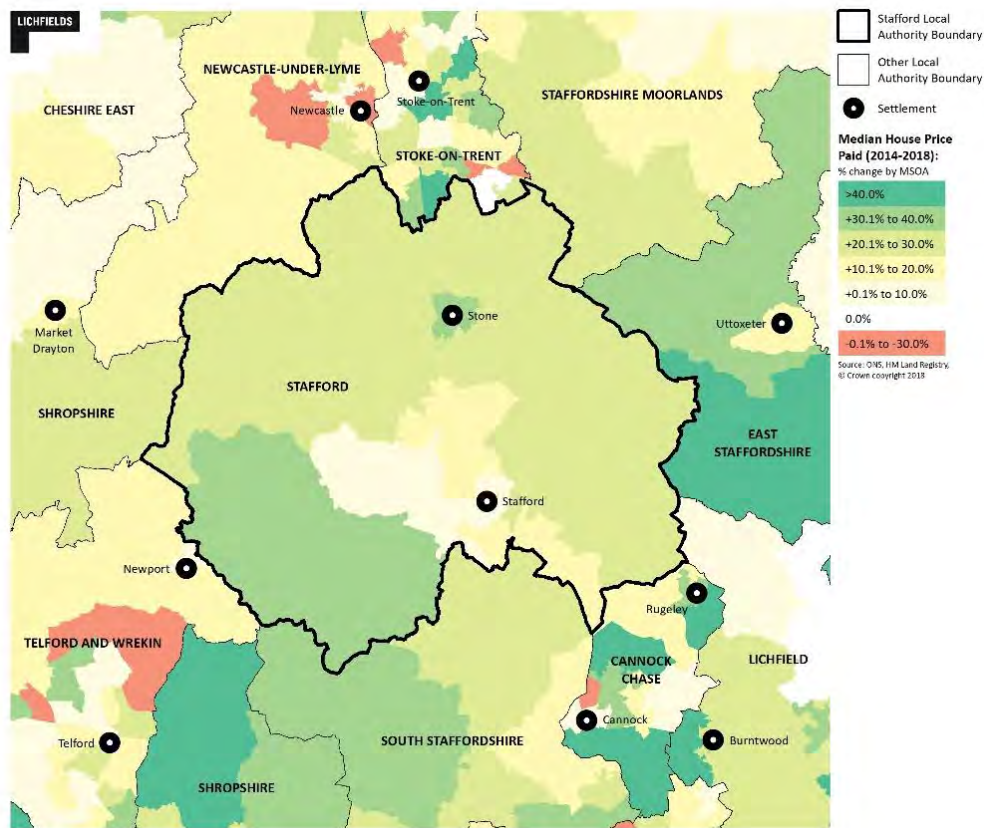 LICHFIELDS
NEWCASTLE-UNDER-LYME
CHESHIRE EAST
Newcastle
Stoke-on-Trent
STAFFORDSHIRE MOORLANDS
STOKE-ON-TRENT
Market
Drayton
Stone
Uttoxeter
STAFFORD
SHROPSHIRE
EAST
STAFFORDSHIRE
Stafford
Newport
Rugeley
TELFORD AND WREKIN
LICHFIELD
CANNOCK
CHASE
Cannock
Telford
SOUTH STAFFORDSHIRE
Burntwood
SHROPSHIRE
Stafford Local
Authority Boundary
Other Local
Authority Boundary
Settlement
Median House Price
Paid (2014-2018):
% change by MSOA
>40.0%
+30.1% to 40.0%
+20.1% to 30.0%
+10.1% to 20.0%
+0.1% to 10.0%
0.0%
-0.1% to -30.0%
Source: ONS, HM Land Registry,
© Crown copyright 2018